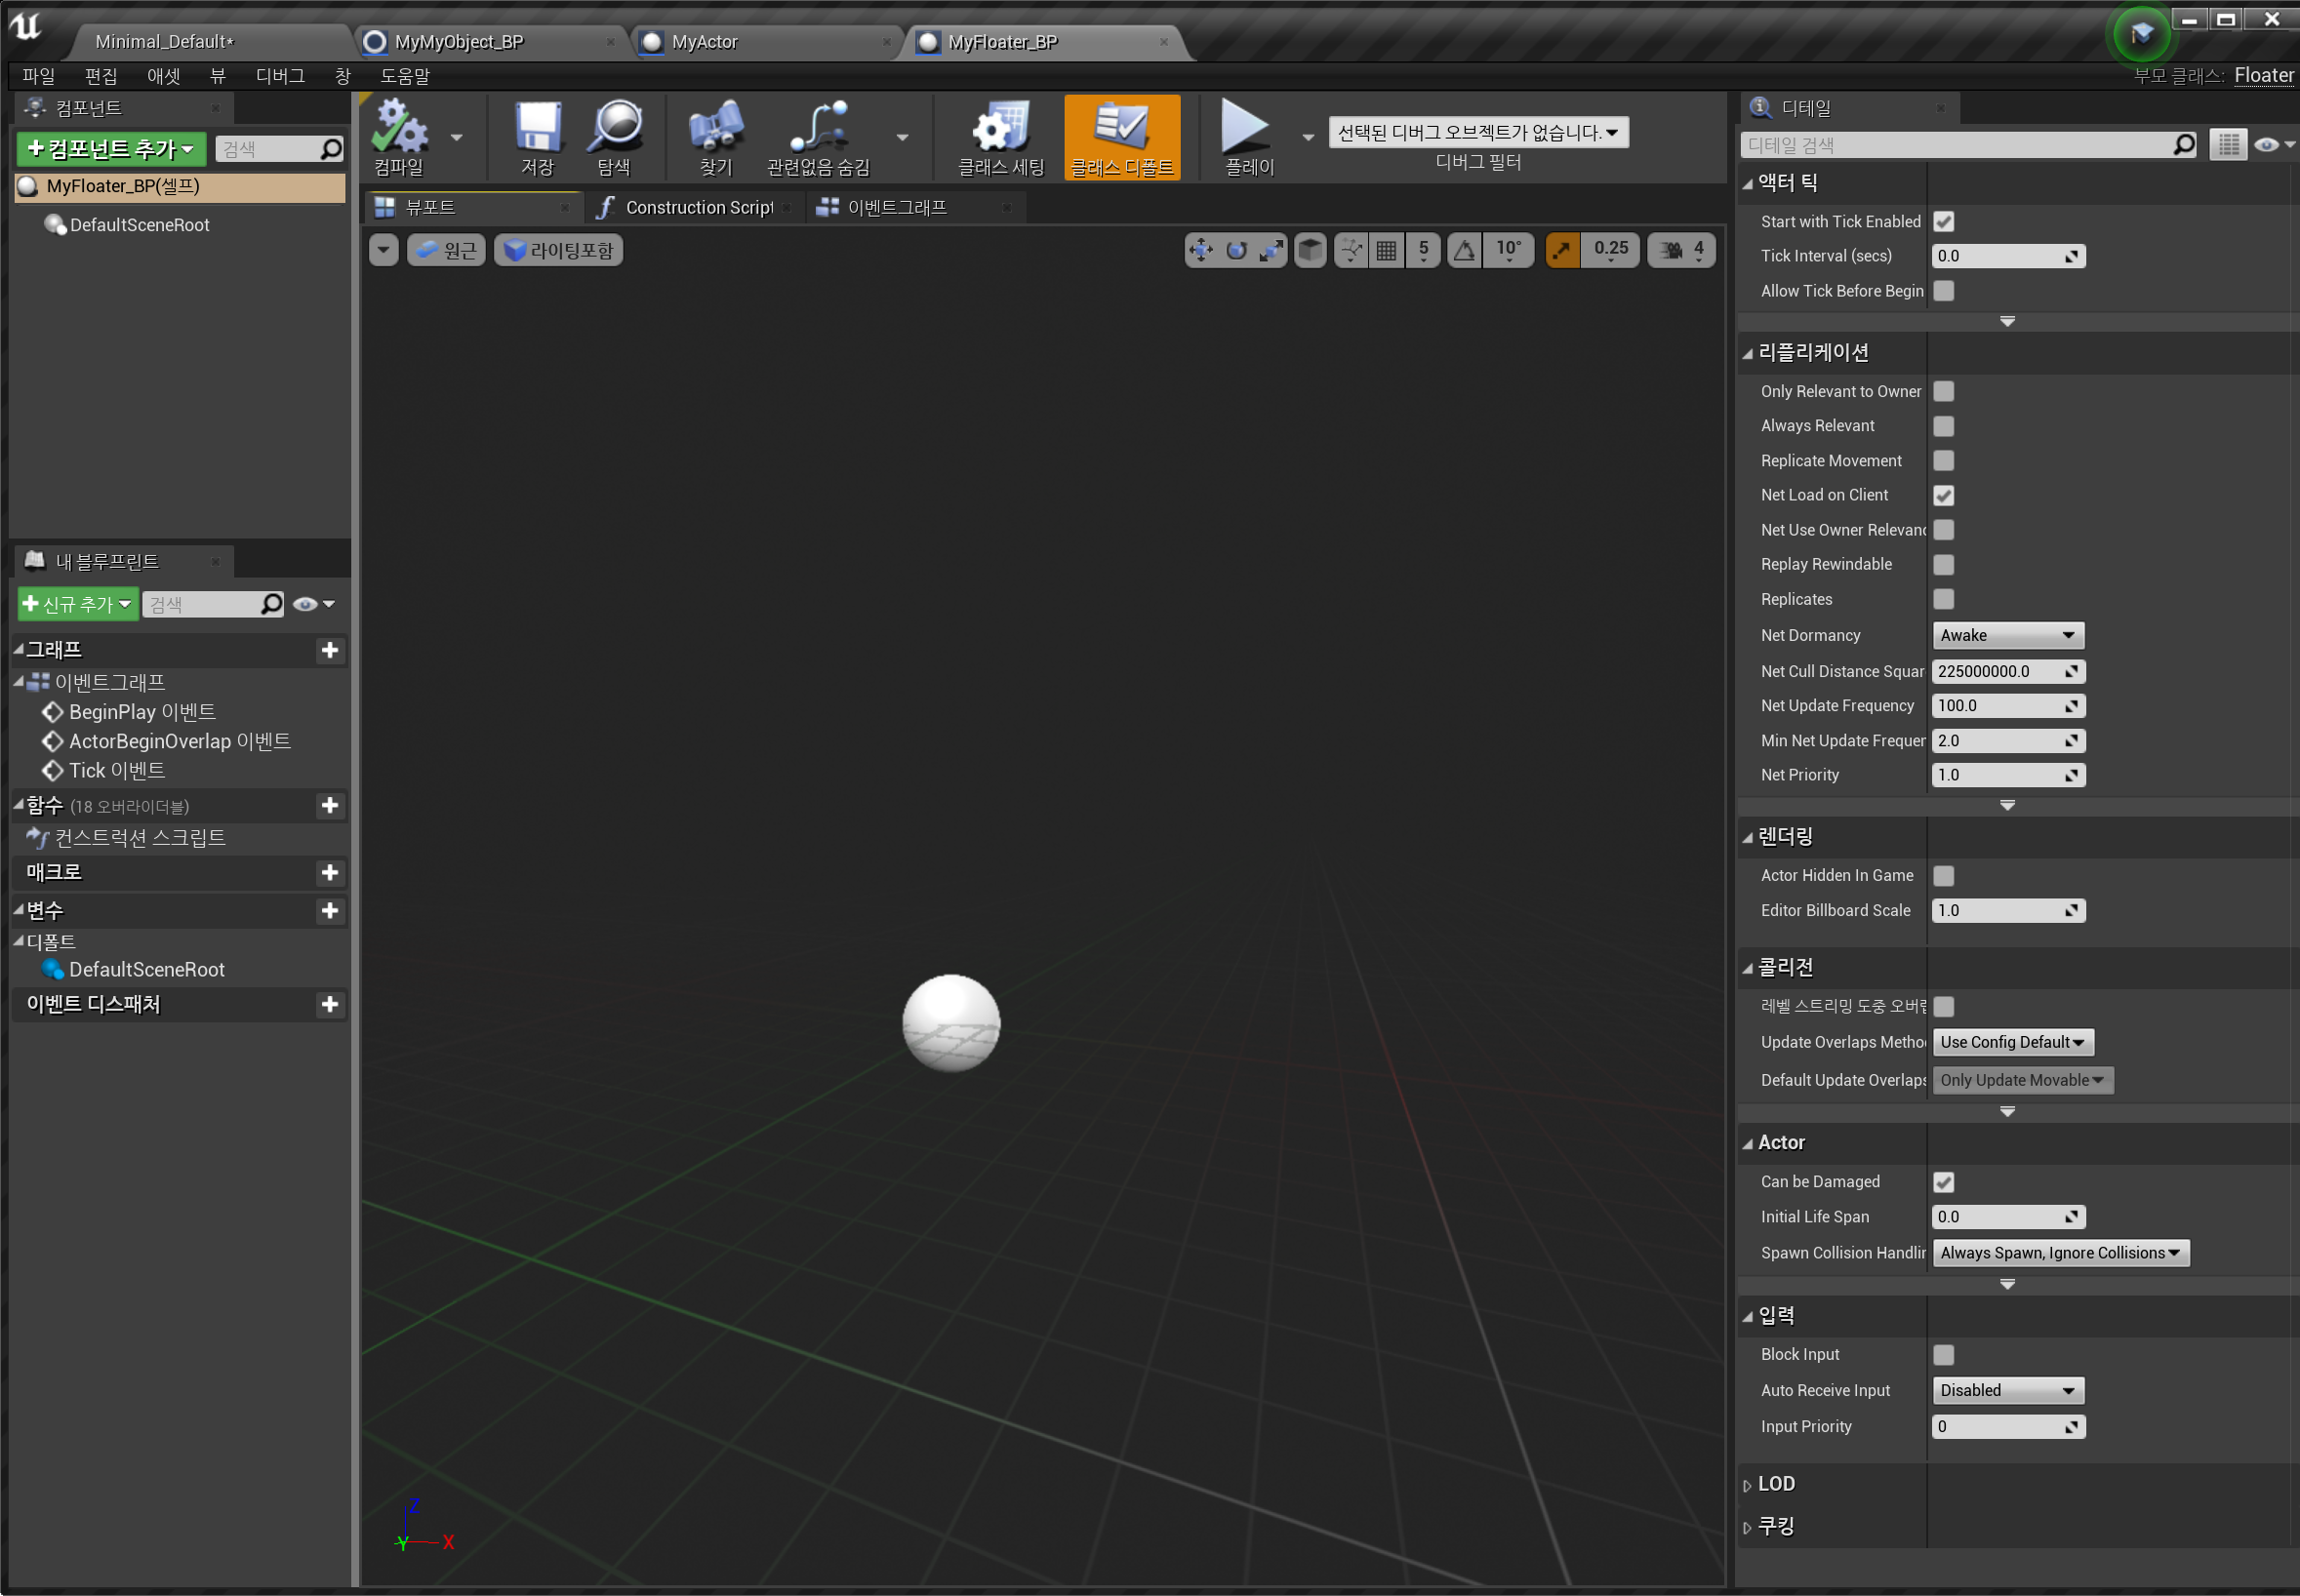 Minimal_Default*
MyMyObject_BP
MyActor
MyFloater_BP
파일 편집 애셋 뷰 디버그 창 도움말
부모 클래스: Floater
컴포넌트
+컴포넌트 추가
검색
MyFloater_BP(셀프)
DefaultSceneRoot
내 블루프린트
신규 추가
검색
그래프
이벤트그래프
BeginPlay 이벤트
ActorBeginOverlap 이벤트
Tick 이벤트
함수 (18 오버라이더블)
컨스트럭션 스크립트
매크로
변수
디폴트
DefaultSceneRoot
이벤트 디스패처
컴파일
저장
탐색
찾기
관련없음 숨김
클래스 세팅
클래스 디폴트
플레이
선택된 디버그 오브젝트가 없습니다.
디버그 필터
뷰포트
Construction Script
이벤트그래프
원근
라이팅포함
5
10°
0.25
4
Z
Y
X
디테일
디테일 검색
액터 틱
Start with Tick Enabled
Tick Interval (secs) 0.0
Allow Tick Before Begin
리플리케이션
Only Relevant to Owner
Always Relevant
Replicate Movement
Net Load on Client
Net Use Owner Relevanc
Replay Rewindable
Replicates
Net Dormancy Awake
Net Cull Distance Squar 225000000.0
Net Update Frequency 100.0
Min Net Update Frequer 2.0
Net Priority 1.0
렌더링
Actor Hidden In Game
Editor Billboard Scale 1.0
콜리전
레벨 스트리밍 도중 오버랩
Update Overlaps Metho Use Config Default
Default Update Overlaps Only Update Movable
Actor
Can be Damaged
Initial Life Span 0.0
Spawn Collision Handlin Always Spawn, Ignore Collisions
입력
Block Input
Auto Receive Input Disabled
Input Priority 0
LOD
쿠킹